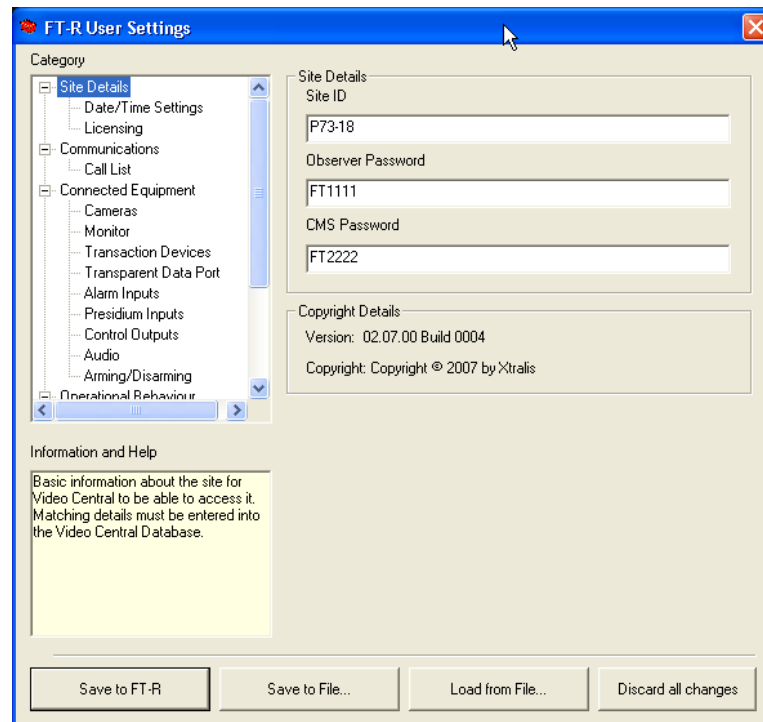 FT-R User Settings
Category
Site Details
Date/Time Settings
Licensing
Communications
Call List
Connected Equipment
Cameras
Monitor
Transaction Devices
Transparent Data Port
Alarm Inputs
Presidium Inputs
Control Outputs
Audio
Arming/Disarming
Operational Behaviour
Site Details
Site ID
P73-18
Observer Password
FT1111
CMS Password
FT2222
Copyright Details
Version: 02.07.00 Build 0004
Copyright: Copyright © 2007 by Xtralis
Information and Help
Basic information about the site for
Video Central to be able to access it.
Matching details must be entered into
the Video Central Database.
Save to FT-R
Save to File...
Load from File...
Discard all changes